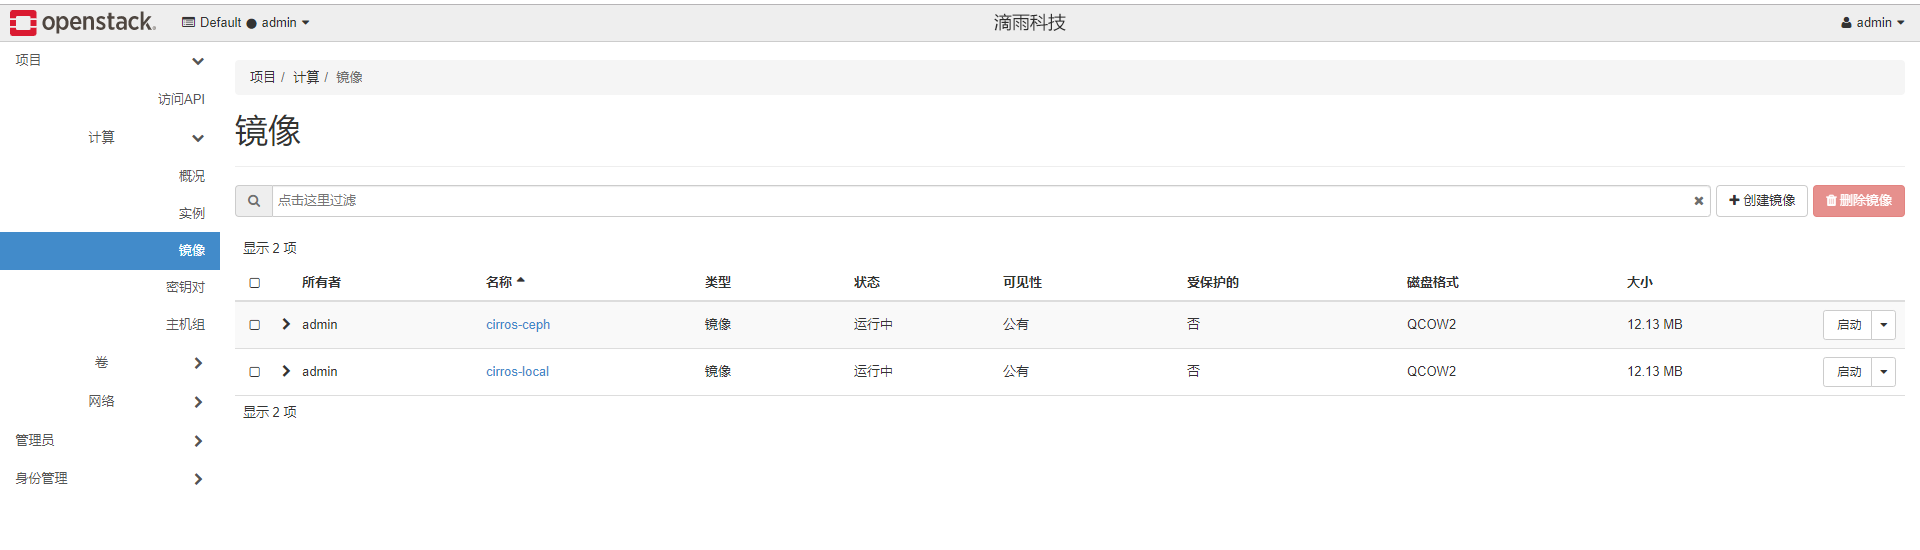 openstack. Default ● admin 滴雨科技 admin
项目
访问API
计算
概况
实例
镜像
密钥对
主机组
卷
网络
管理员
身份管理
项目 / 计算 / 镜像
镜像
点击这里过滤 创建镜像 删除镜像
显示 2 项
所有者 名称 类型 状态 可见性 受保护的 磁盘格式 大小
admin cirros-ceph 镜像 运行中 公有 否 QCOW2 12.13 MB 启动
admin cirros-local 镜像 运行中 公有 否 QCOW2 12.13 MB 启动
显示 2 项